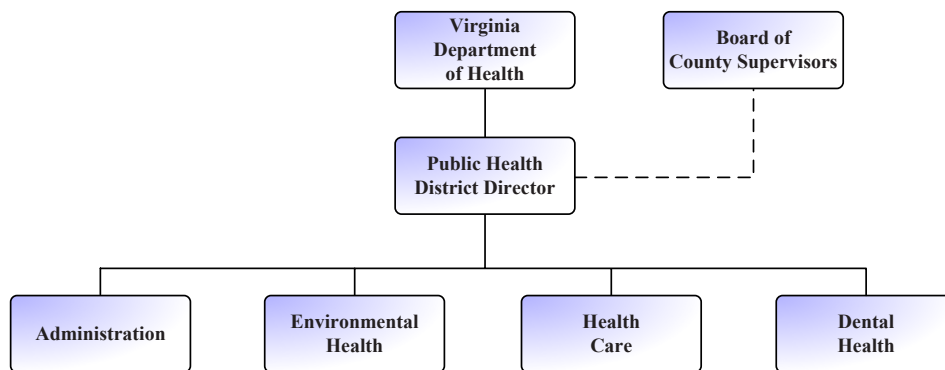 Virginia
Department
of Health
Board of
County Supervisors
Public Health
District Director
Administration
Environmental
Health
Health
Care
Dental
Health